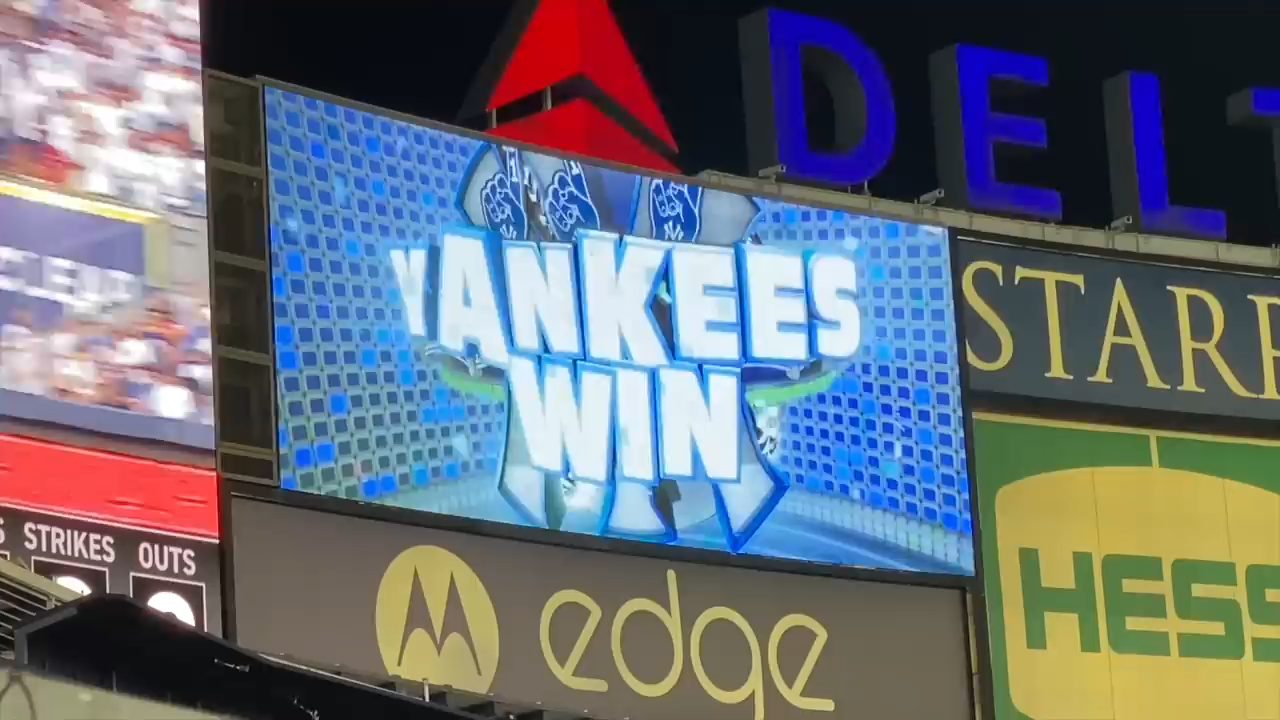 DELT
YANKEES
WIN
STAR
STRIKES OUTS
edge
HESS